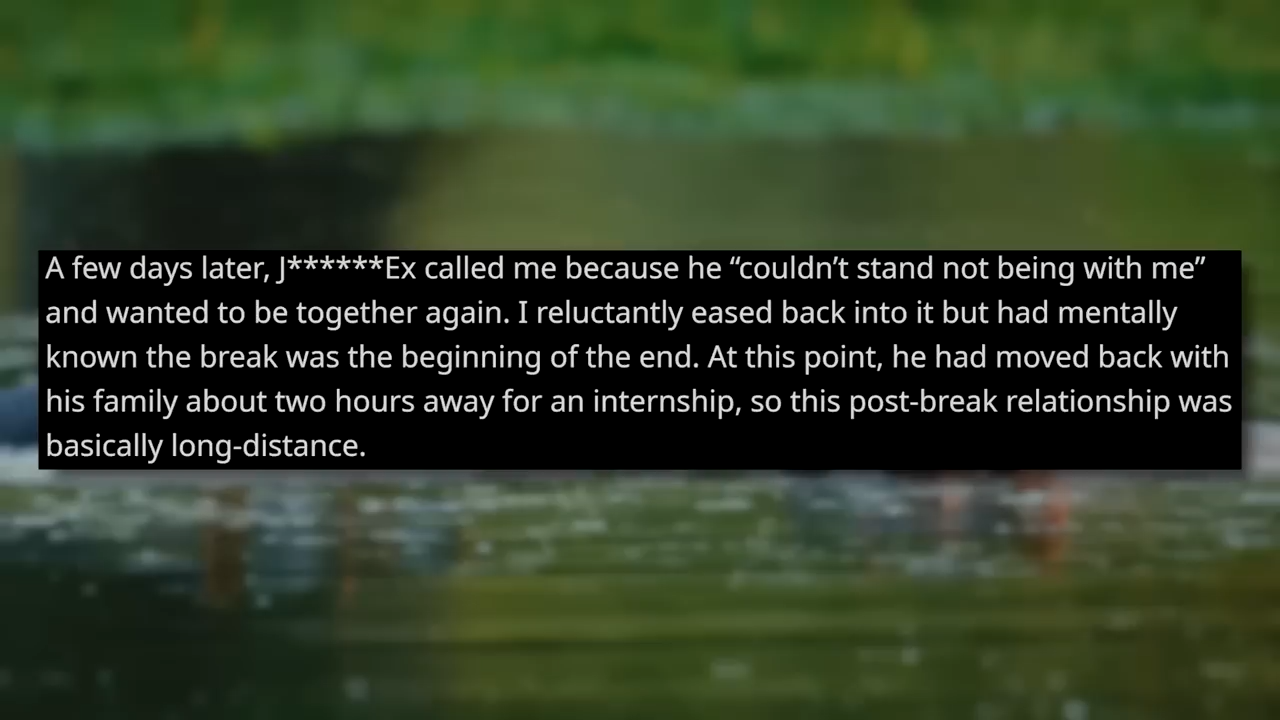 A few days later, J******Ex called me because he “couldn’t stand not being with me”
and wanted to be together again. I reluctantly eased back into it but had mentally
known the break was the beginning of the end. At this point, he had moved back with
his family about two hours away for an internship, so this post-break relationship was
basically long-distance.